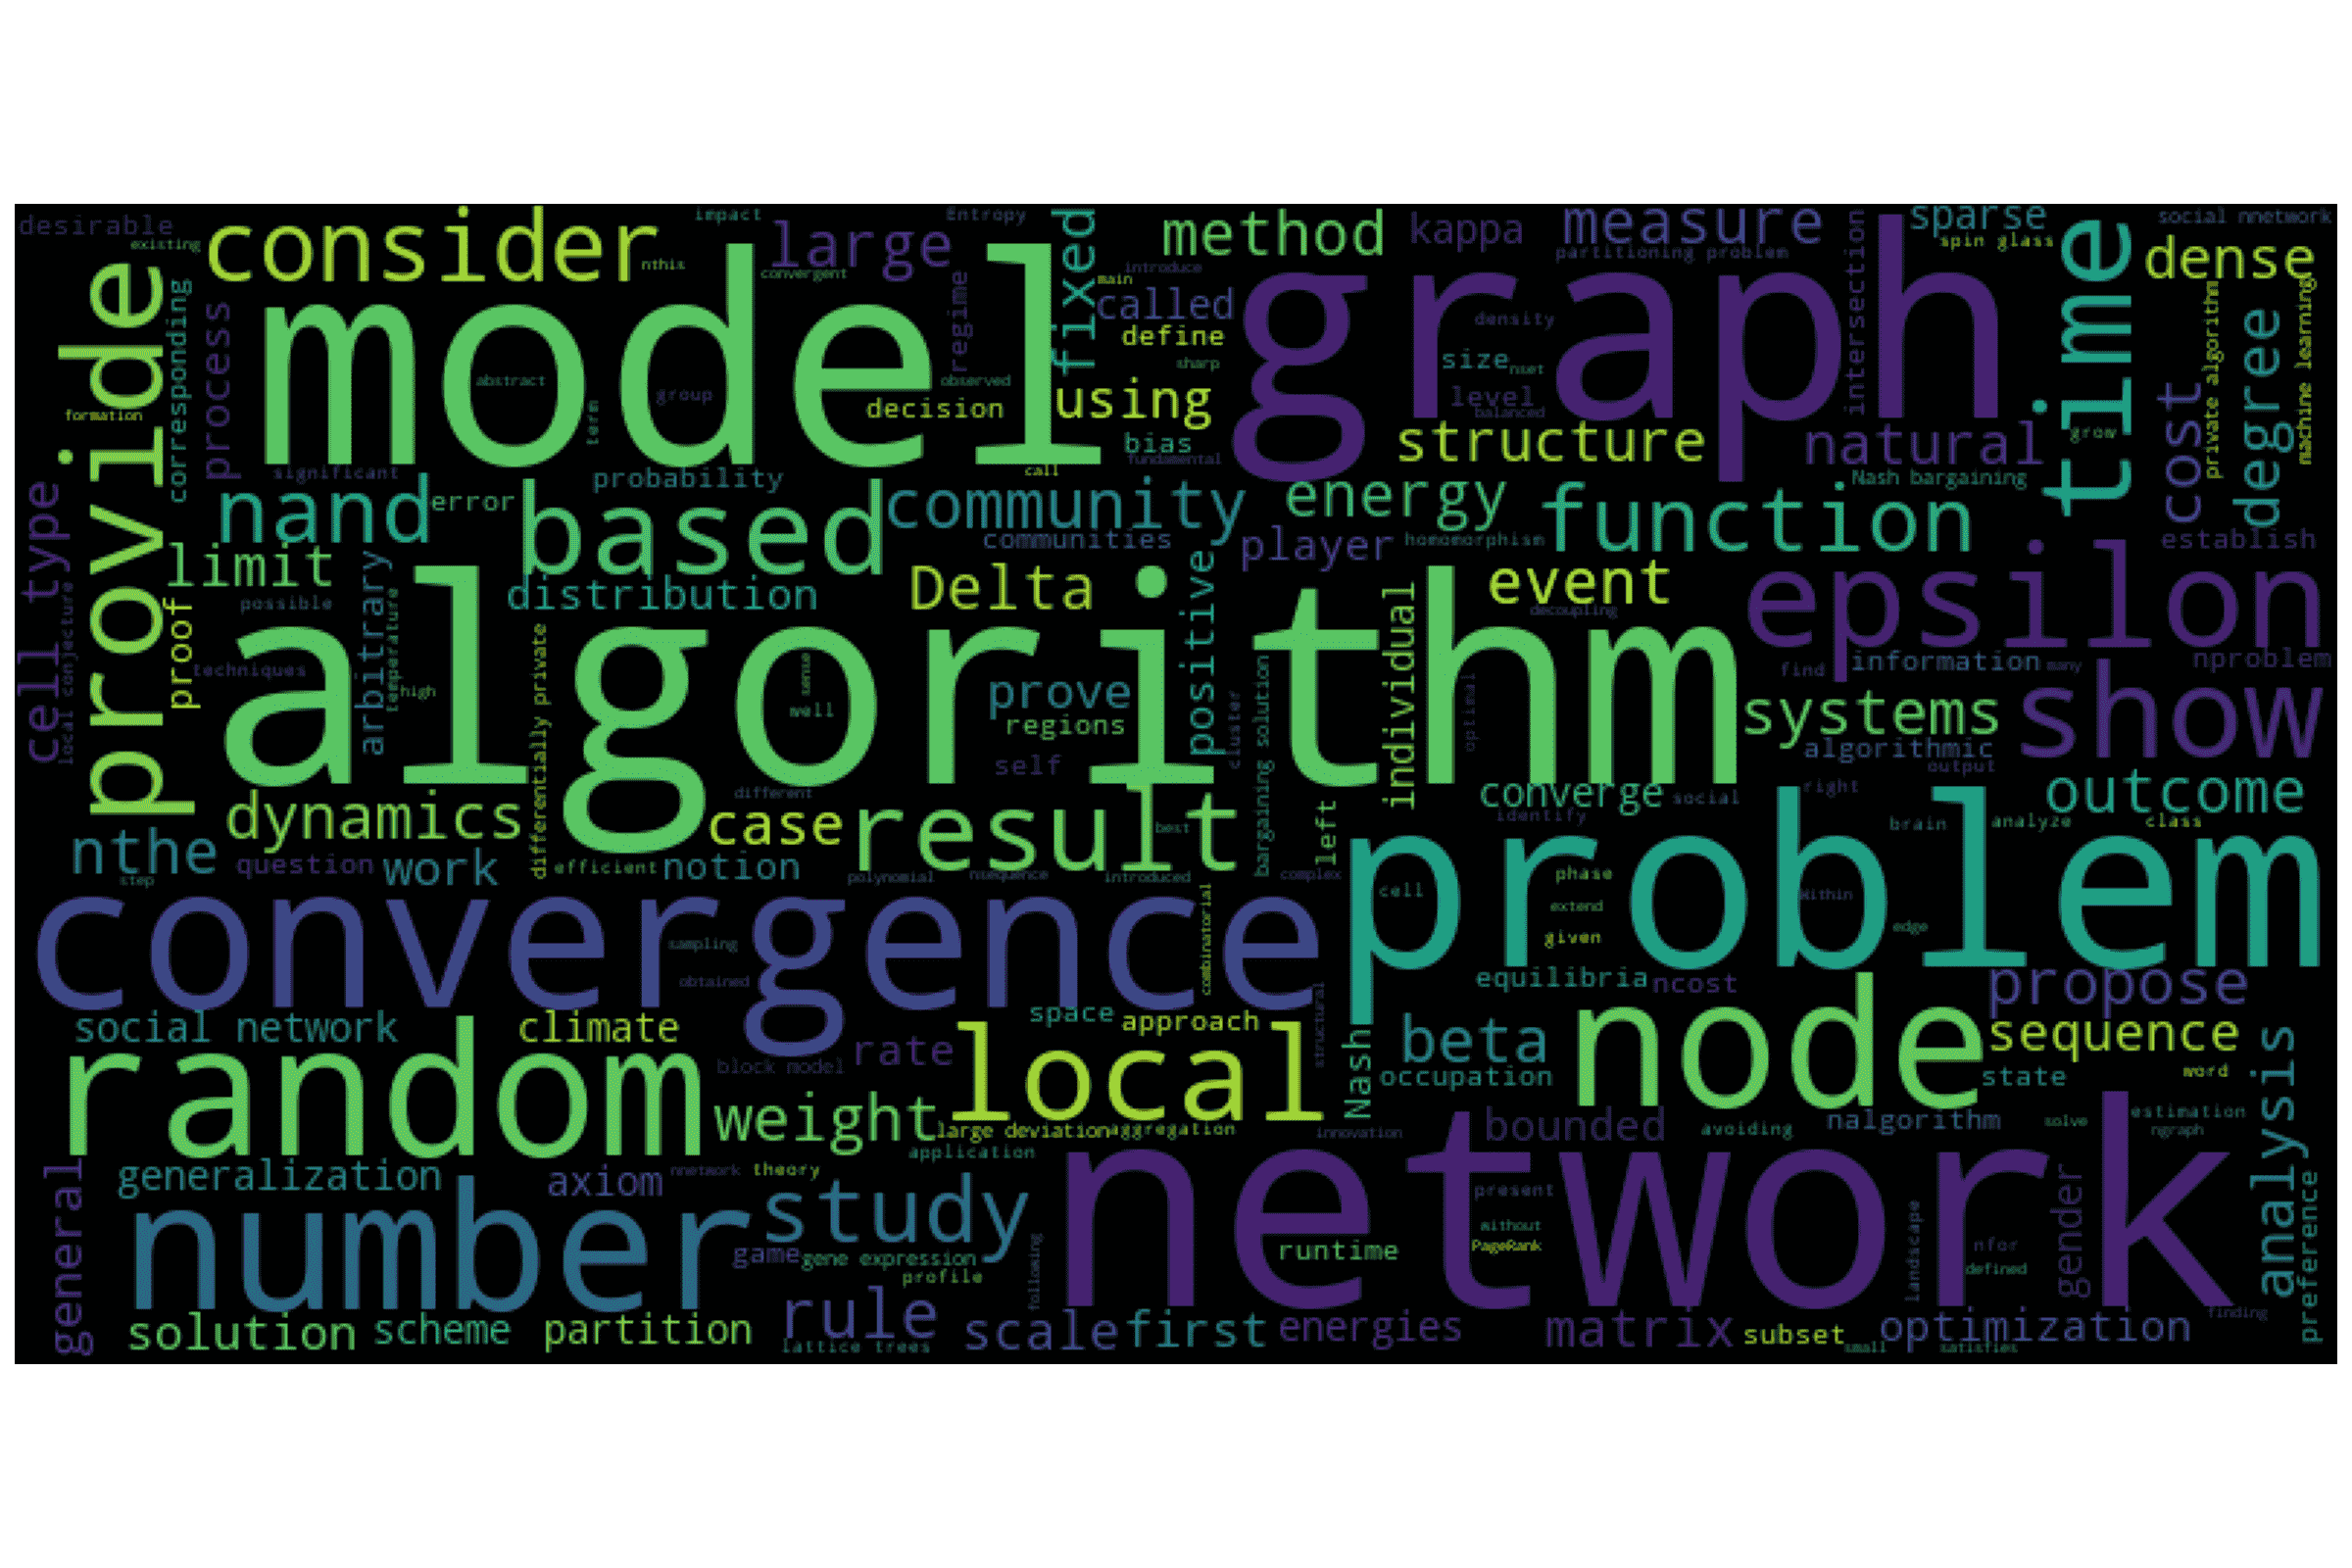 desirable
existing
consider
impact
Entropy
large
nthis
convergent
fixed
method
kappa
measure
partitioning problem
introduce
main
called
define
sharp
intersection
sparse
spin glass
social nnetwork
dense
provide
corresponding
process
formation
model
abstract
group
term
observed
decision
regime
using
bias
fundamental
call
graph
density
size
nset
level
balanced
structure
natural
time
grow
cost
degree
private algorithm
machine learning
significant
nand
error
probability
based
community
communities
energy
player
homomorphism
Nash bargaining
function
establish
cell type
local conjecture
limit
proof
possible
techniques
arbitrary
temperature
high
distribution
Delta
positive
individual
event
decoupling
epsilon
information
many
find
nproblem
algorithm
sense
well
prove
regions
self
cluster
bargaining solution
optimal
systems
algorithmic
output
show
dynamics
differentially private
different
case
result
best
left
converge
social
identify
right
brain
analyze
class
outcome
nthe
step
question
work
efficient
notion
polynomial
nsequence
introduced
complex
problem
cell
phase
extend
given
within
edge
convergence
sampling
obtained
combinatorial
structural
equilibria
ncost
propose
social network
climate
space
approach
random
block model
rate
local
Nash
beta
occupation
node
sequence
state
word
analysis
weight
large deviation
aggregation
application
innovation
bounded
avoiding
nalgorithm
solve
estimation
ngraph
general
generalization
axiom
nnetwork
theory
number
study
game
gene expression
profile
following
network
present
without
PageRank
runtime
landscape
nfor
defined
gender
preference
finding
solution
scheme
partition
rule
lattice trees
scale
first
energies
matrix
subset
small
optimization
satisfies